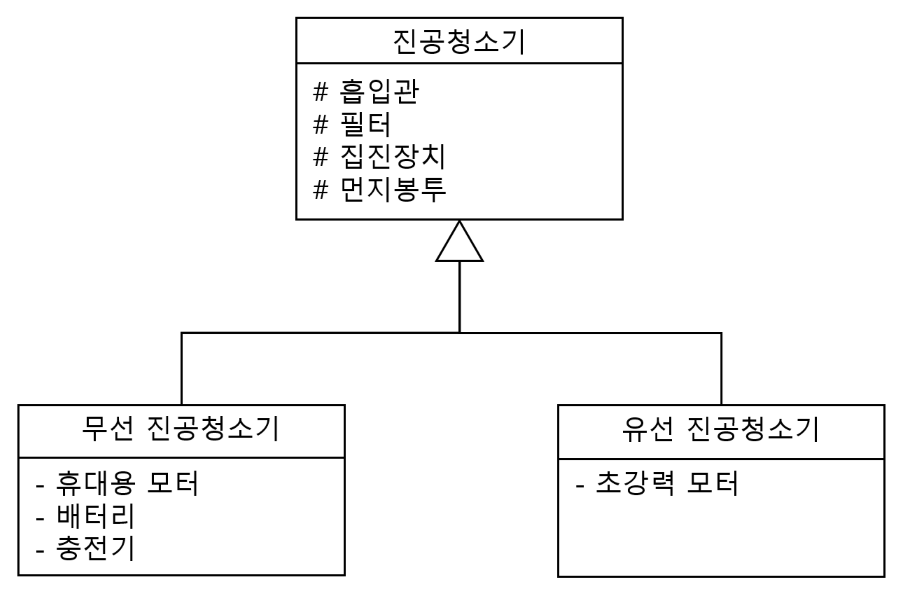 진공청소기
# 흡입관
# 필터
# 집진장치
# 먼지봉투
무선 진공청소기
- 휴대용 모터
- 배터리
- 충전기
유선 진공청소기
- 초강력 모터